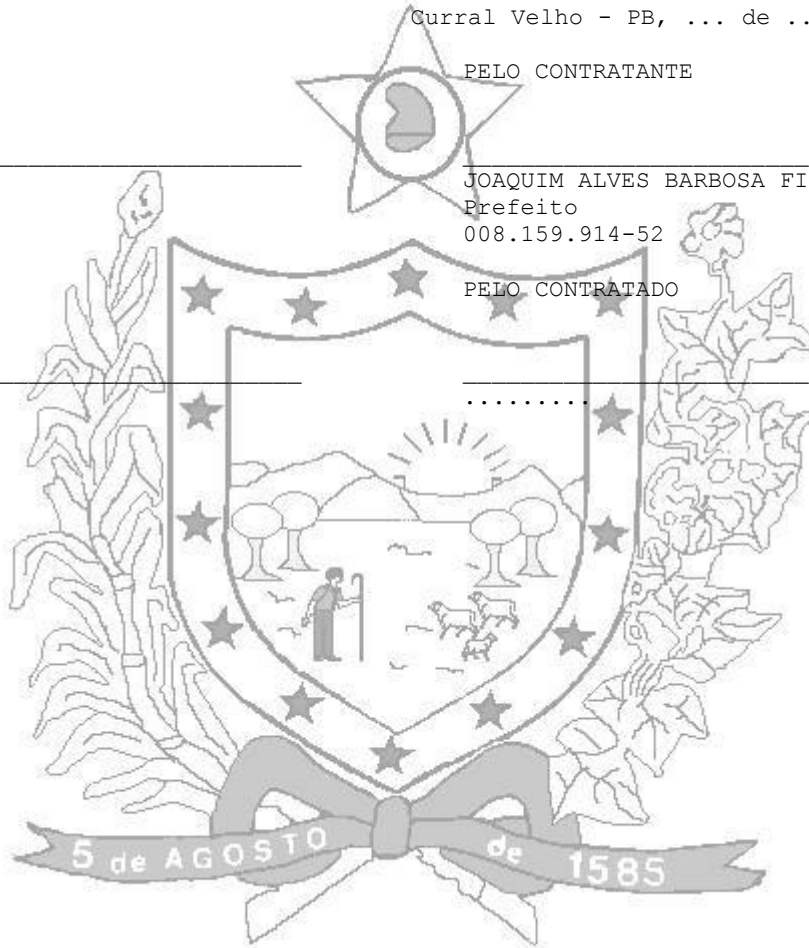 Curral Velho - PB, ... de ..
PELO CONTRATANTE
JOAQUIM ALVES BARBOSA FI
Prefeito
008.159.914-52
PELO CONTRATADO
.........
5 de AGOSTO de 1585